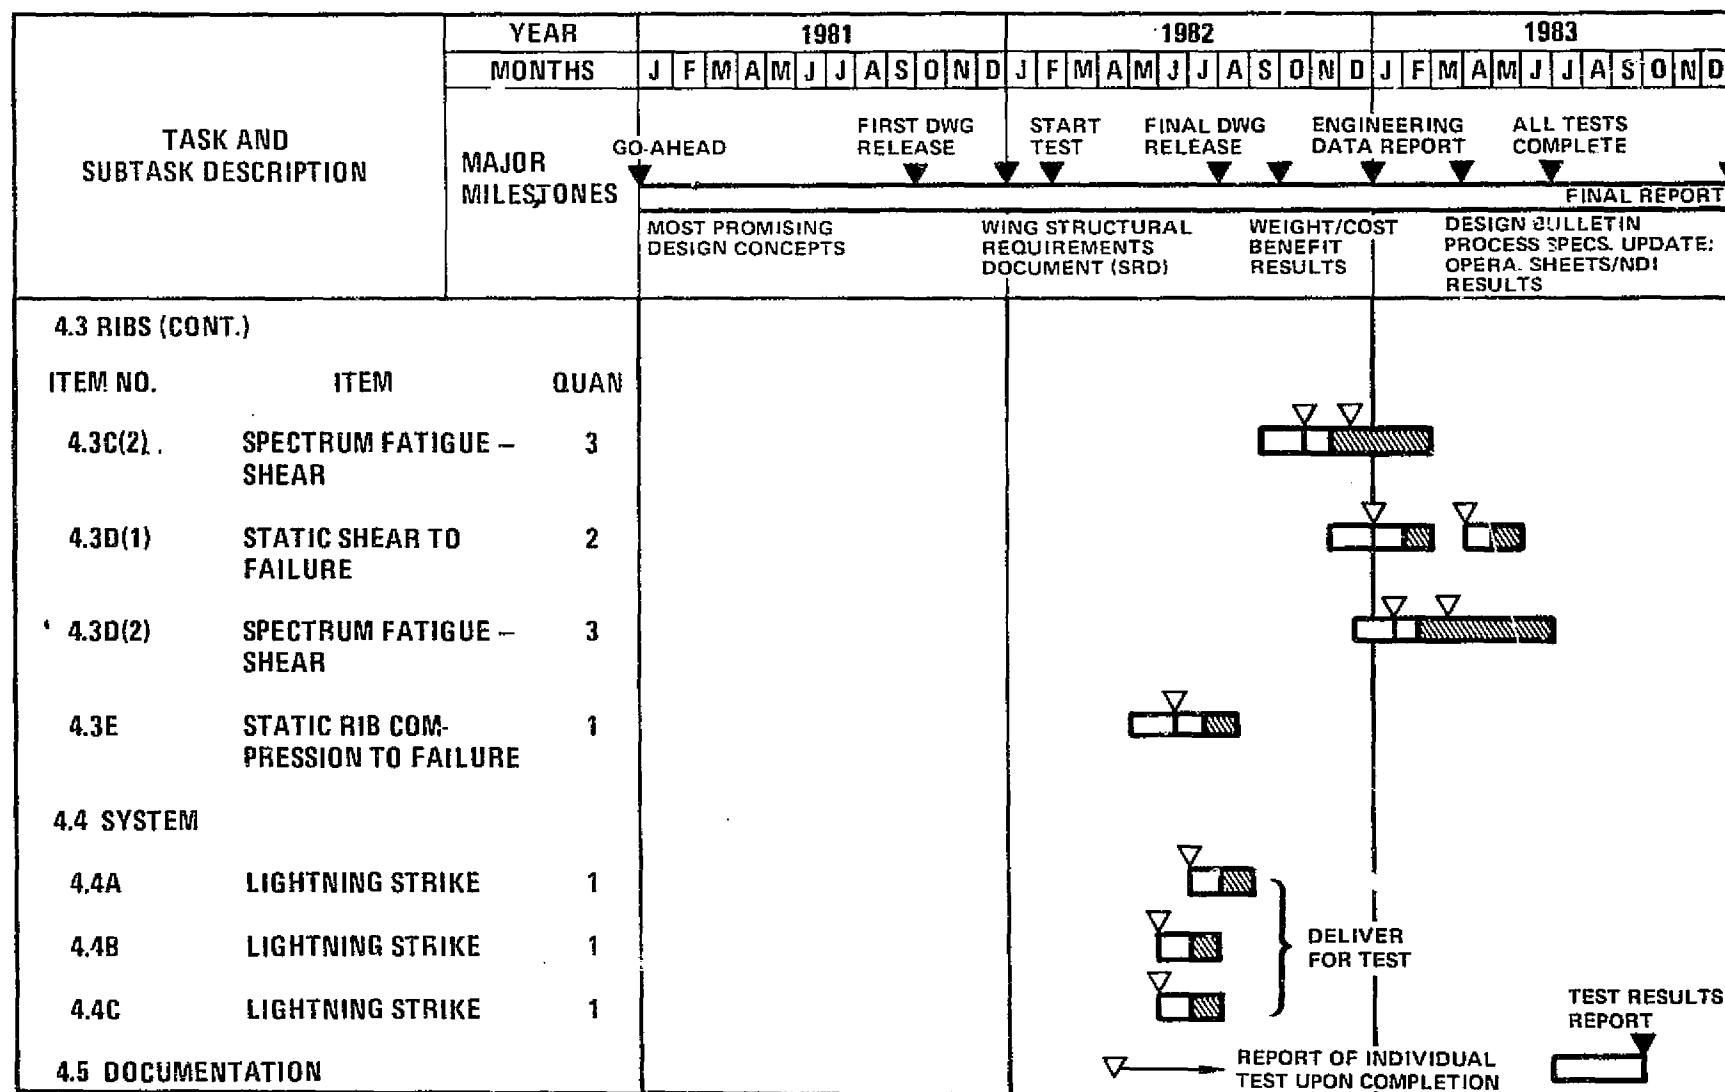 YEAR 1981 1982 1983
MONTHS J F M A M J J A S O N D J F M A M J J A S O N D J F M A M J J A S O N D
TASK AND
SUBTASK DESCRIPTION
MAJOR
MILESTONES
GO-AHEAD
FIRST DWG
RELEASE
START
TEST
FINAL DWG
RELEASE
ENGINEERING
DATA REPORT
ALL TESTS
COMPLETE
FINAL REPORT
MOST PROMISING
DESIGN CONCEPTS
WING STRUCTURAL
REQUIREMENTS
DOCUMENT (SRD)
WEIGHT/COST
BENEFIT
RESULTS
DESIGN BULLETIN
PROCESS SPECS. UPDATE:
OPERA. SHEETS/NDI
RESULTS
4.3 RIBS (CONT.)
ITEM NO. ITEM QUAN
4.3C(2). SPECTRUM FATIGUE – 3
SHEAR
4.3D(1) STATIC SHEAR TO 2
FAILURE
4.3D(2) SPECTRUM FATIGUE – 3
SHEAR
4.3E STATIC RIB COM- 1
PRESSION TO FAILURE
4.4 SYSTEM
4.4A LIGHTNING STRIKE 1
4.4B LIGHTNING STRIKE 1
4.4C LIGHTNING STRIKE 1
DELIVER
FOR TEST
4.5 DOCUMENTATION
REPORT OF INDIVIDUAL
TEST UPON COMPLETION
TEST RESULTS
REPORT